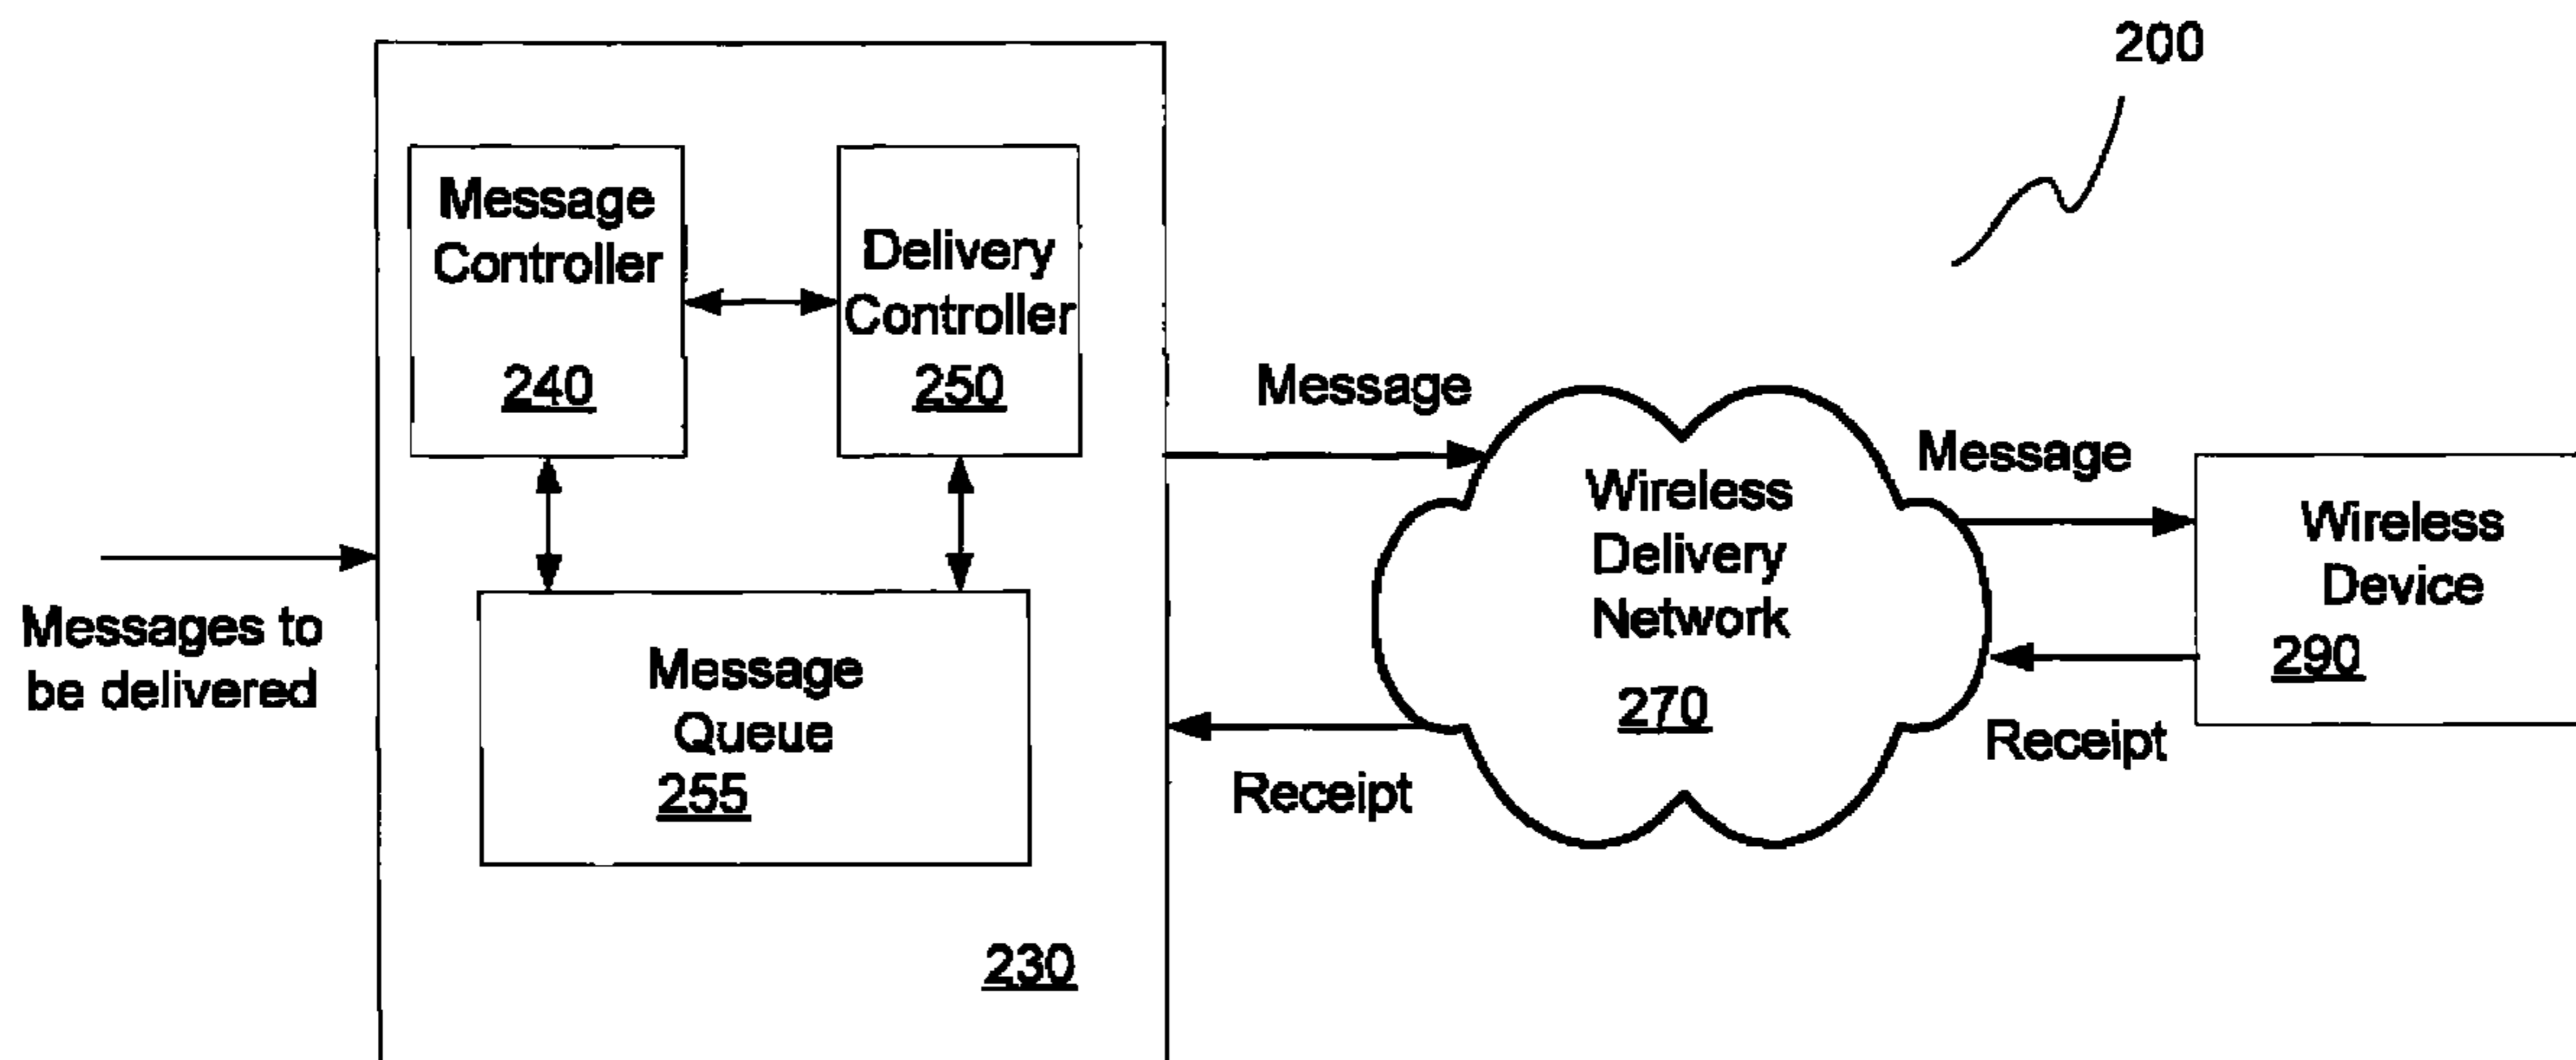 200
Message
Controller
240
Delivery
Controller
250
Message
Queue
255
230
Messages to
be delivered
Message
Receipt
Wireless
Delivery
Network
270
Message
Receipt
Wireless
Device
290